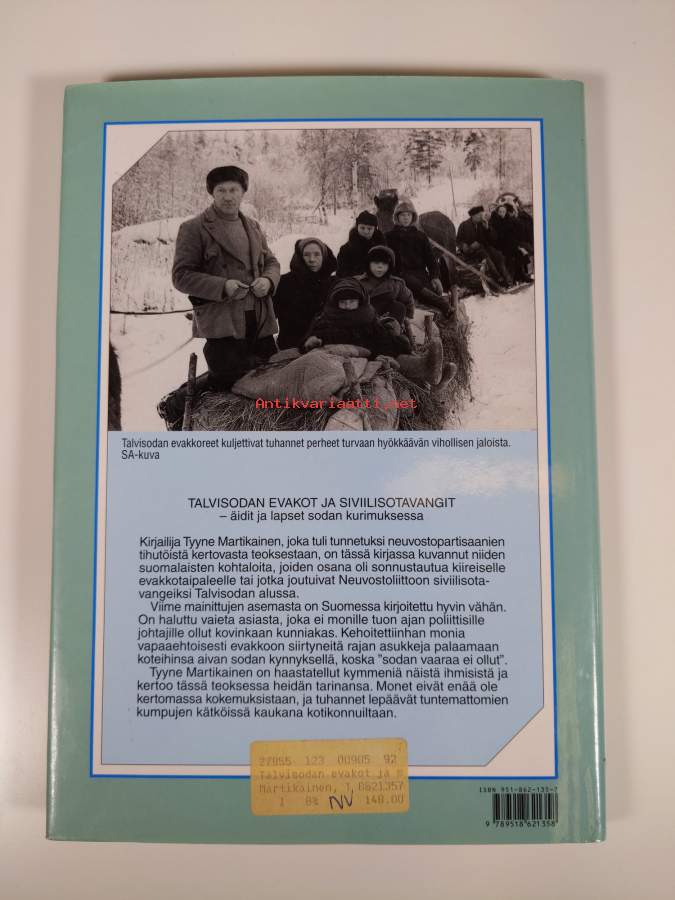 Antikvariaatti.net
Talvisodan evakkoreet kuljettivat tuhannet perheet turvaan hyökkäävän vihollisen jaloista.
SA-kuva
TALVISODAN EVAKOT JA SIVIILISOTAVANGIT
– äidit ja lapset sodan kurimuksessa
Kirjailija Tyyne Martikainen, joka tuli tunnetuksi neuvostopartisaanien
tihutöistä kertovasta teoksestaan, on tässä kirjassa kuvannut niiden
suomalaisten kohtaloita, joiden osana oli sonnustautua kiireiselle
evakkotaipaleelle tai jotka joutuivat Neuvostoliittoon siviilisota-
vangeiksi Talvisodan alussa.
Viime mainittujen asemasta on Suomessa kirjoitettu hyvin vähän.
On haluttu vaieta asiasta, joka ei monille tuon ajan poliittisille
johtajille ollut kovinkaan kunniakas. Kehoitettiinhan monia
vapaaehtoisesti evakkoon siirtyneitä rajan asukkeja palaamaan
koteihinsa aivan sodan kynnyksellä, koska ”sodan vaaraa ei ollut”.
Tyyne Martikainen on haastatellut kymmeniä näistä ihmisistä ja
kertoo tässä teoksessa heidän tarinansa. Monet eivät enää ole
kertomassa kokemuksistaan, ja tuhannet lepäävät tuntemattomien
kumpujen kätköissä kaukana kotikonnuiltaan.
27855 123 00905 92
Talvisodan evakot ja s
Martikainen, T 0621357
1 8% NV 148.00
ISBN 951-862-135-7
9 789518 621358